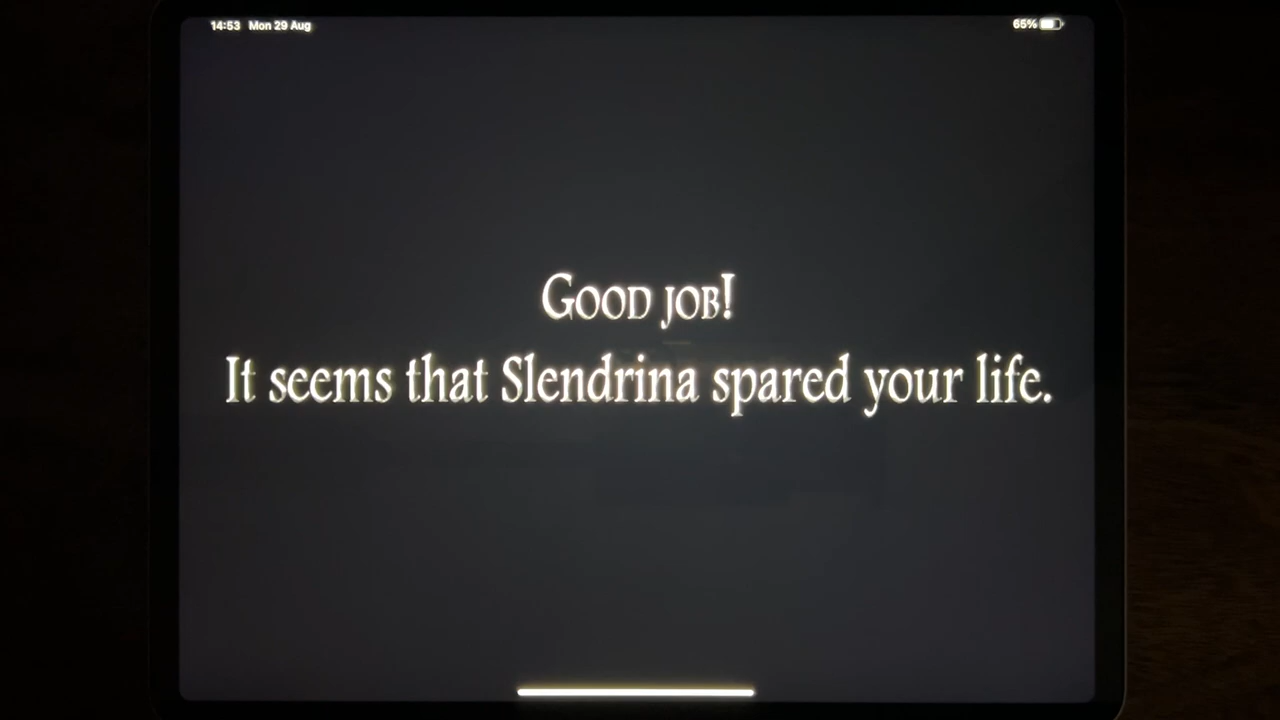 14:53 Mon 29 Aug 65%
Good job!
It seems that Slendrina spared your life.